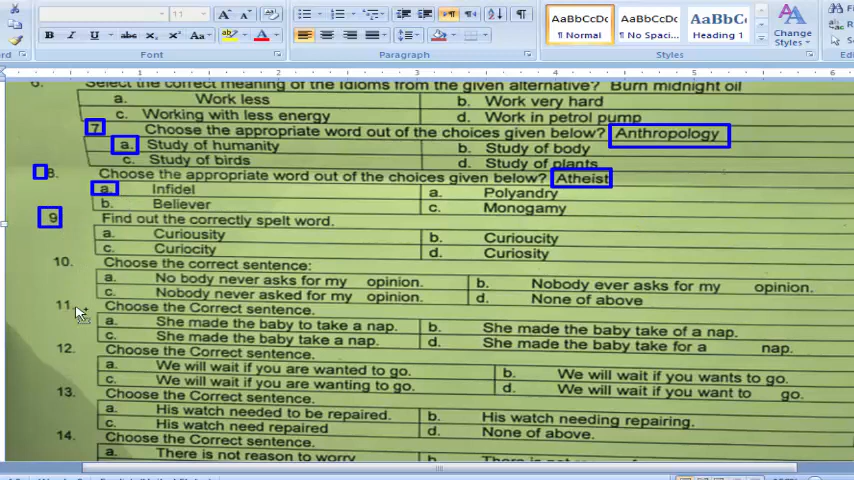 AaBbCcDc AaBbCcDc AaBbCc
Normal No Spaci... Heading 1 Change Styles
Font Paragraph Styles
1 2 3 4 5 6
Select the correct meaning of the Idioms from the given alternative? Burn midnight oil
a. Work less b. Work very hard
c. Working with less energy d. Work in petrol pump
7 Choose the appropriate word out of the choices given below? Anthropology
a. Study of humanity b. Study of body
c. Study of birds d. Study of plants
8. Choose the appropriate word out of the choices given below? Atheist
a. Infidel a. Polyandry
b. Believer c. Monogamy
9 Find out the correctly spelt word.
a. Curiousity b. Curioucity
c. Curiocity d. Curiosity
10. Choose the correct sentence:
a. No body never asks for my opinion. b. Nobody ever asks for my opinion.
c. Nobody never asked for my opinion. d. None of above
11. Choose the Correct sentence.
a. She made the baby to take a nap. b. She made the baby take of a nap.
c. She made the baby take a nap. d. She made the baby take for a nap.
12. Choose the Correct sentence.
a. We will wait if you are wanted to go. b. We will wait if you wants to go.
c. We will wait if you are wanting to go. d. We will wait if you want to go.
13. Choose the Correct sentence.
a. His watch needed to be repaired. b. His watch needing repairing.
c. His watch need repaired d. None of above.
14. Choose the Correct sentence.
a. There is not reason to worry b.